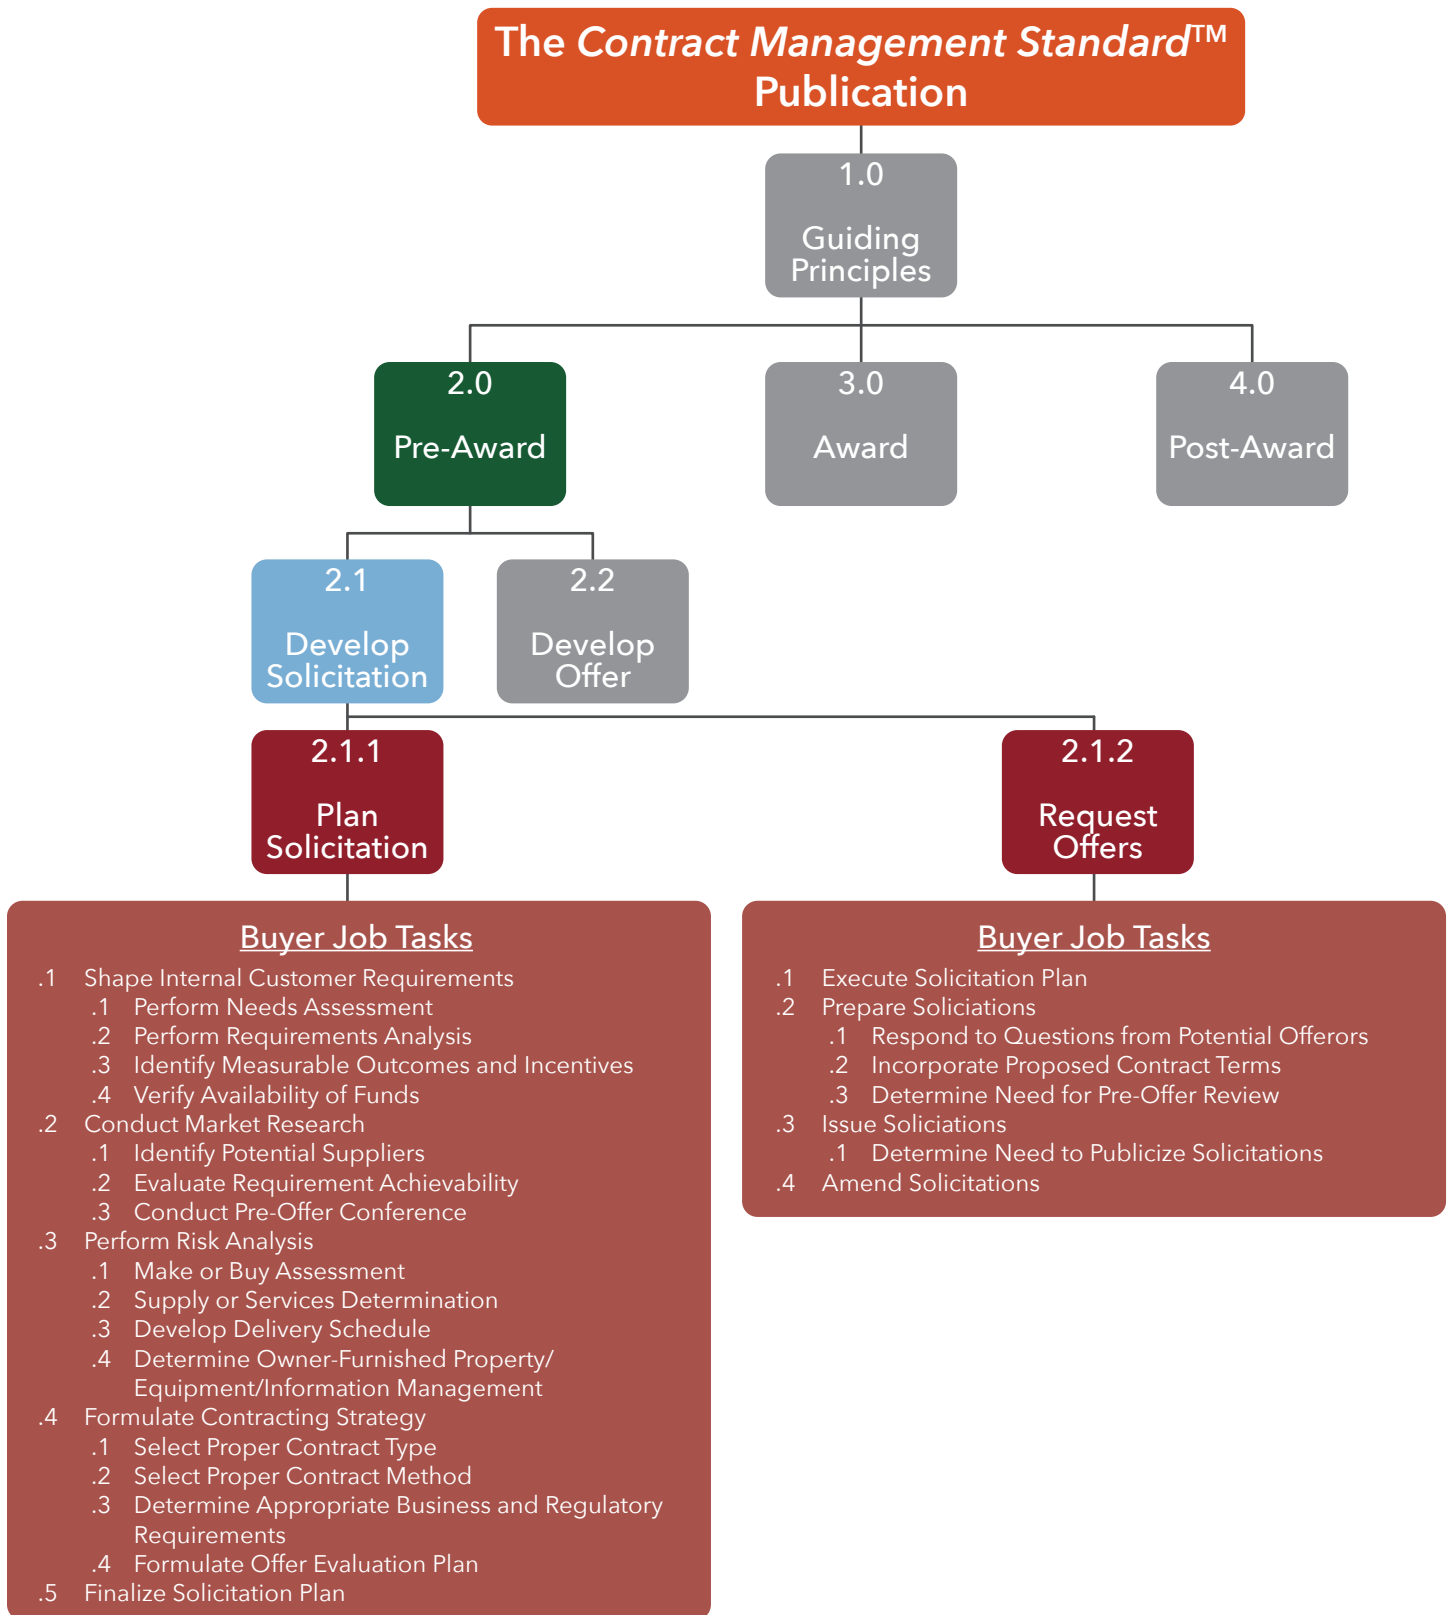 The Contract Management Standard™
Publication
1.0
Guiding
Principles
2.0
Pre-Award
3.0
Award
4.0
Post-Award
2.1
Develop
Solicitation
2.2
Develop
Offer
2.1.1
Plan
Solicitation
2.1.2
Request
Offers
Buyer Job Tasks
.1 Shape Internal Customer Requirements
.1 Perform Needs Assessment
.2 Perform Requirements Analysis
.3 Identify Measurable Outcomes and Incentives
.4 Verify Availability of Funds
.2 Conduct Market Research
.1 Identify Potential Suppliers
.2 Evaluate Requirement Achievability
.3 Conduct Pre-Offer Conference
.3 Perform Risk Analysis
.1 Make or Buy Assessment
.2 Supply or Services Determination
.3 Develop Delivery Schedule
.4 Determine Owner-Furnished Property/
Equipment/Information Management
.4 Formulate Contracting Strategy
.1 Select Proper Contract Type
.2 Select Proper Contract Method
.3 Determine Appropriate Business and Regulatory
Requirements
.4 Formulate Offer Evaluation Plan
.5 Finalize Solicitation Plan
Buyer Job Tasks
.1 Execute Solicitation Plan
.2 Prepare Soliciations
.1 Respond to Questions from Potential Offerors
.2 Incorporate Proposed Contract Terms
.3 Determine Need for Pre-Offer Review
.3 Issue Soliciations
.1 Determine Need to Publicize Solicitations
.4 Amend Solicitations